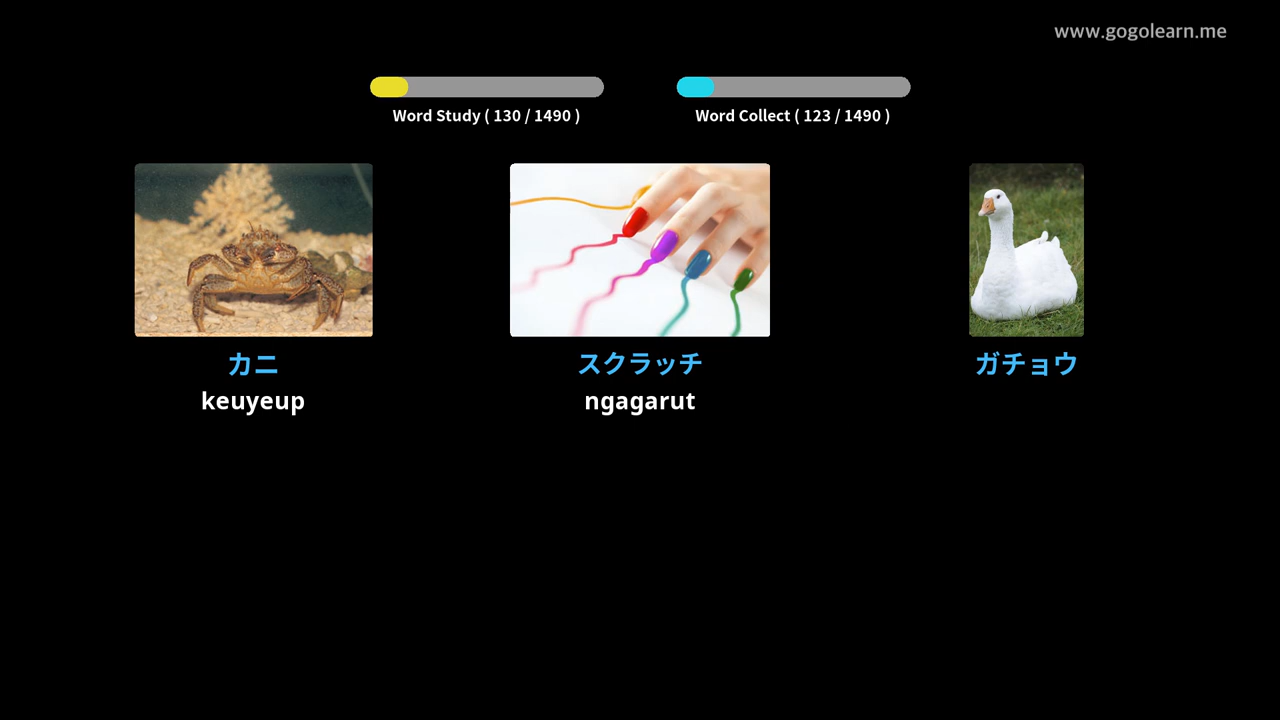 www.gogolearn.me
Word Study ( 130 / 1490 )
Word Collect ( 123 / 1490 )
カニ
keuyeup
スクラッチ
ngagarut
ガチョウ